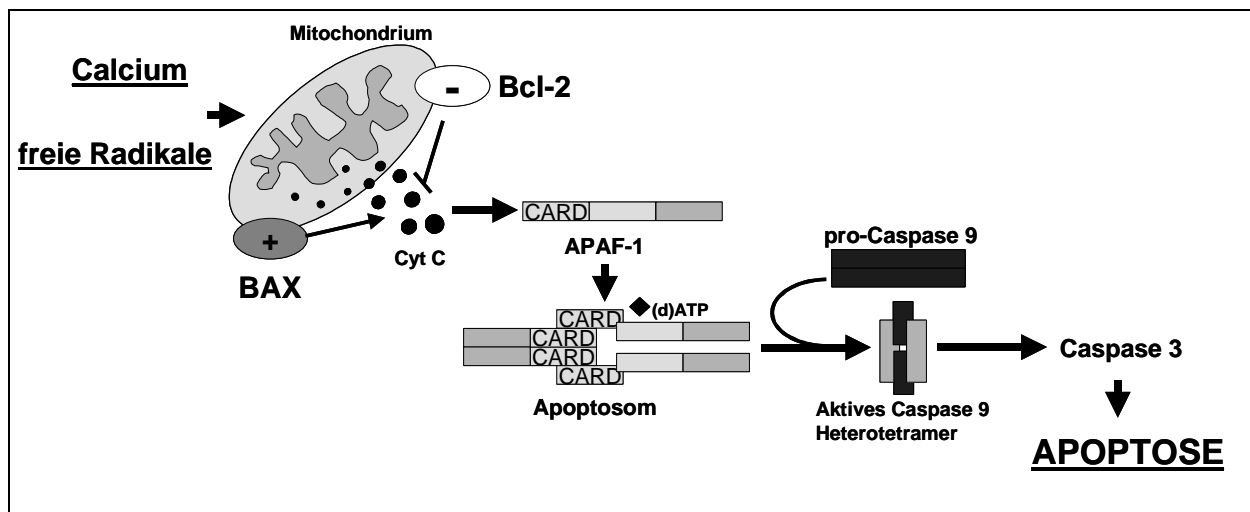 Mitochondrium
Calcium
-
Bcl-2
freie Radikale
CARD
+
pro-Caspase 9
Cyt C
APAF-1
BAX
(d)ATP
CARD
CARD
CARD
CARD
Caspase 3
Apoptosom
Aktives Caspase 9
Heterotetramer
APOPTOSE